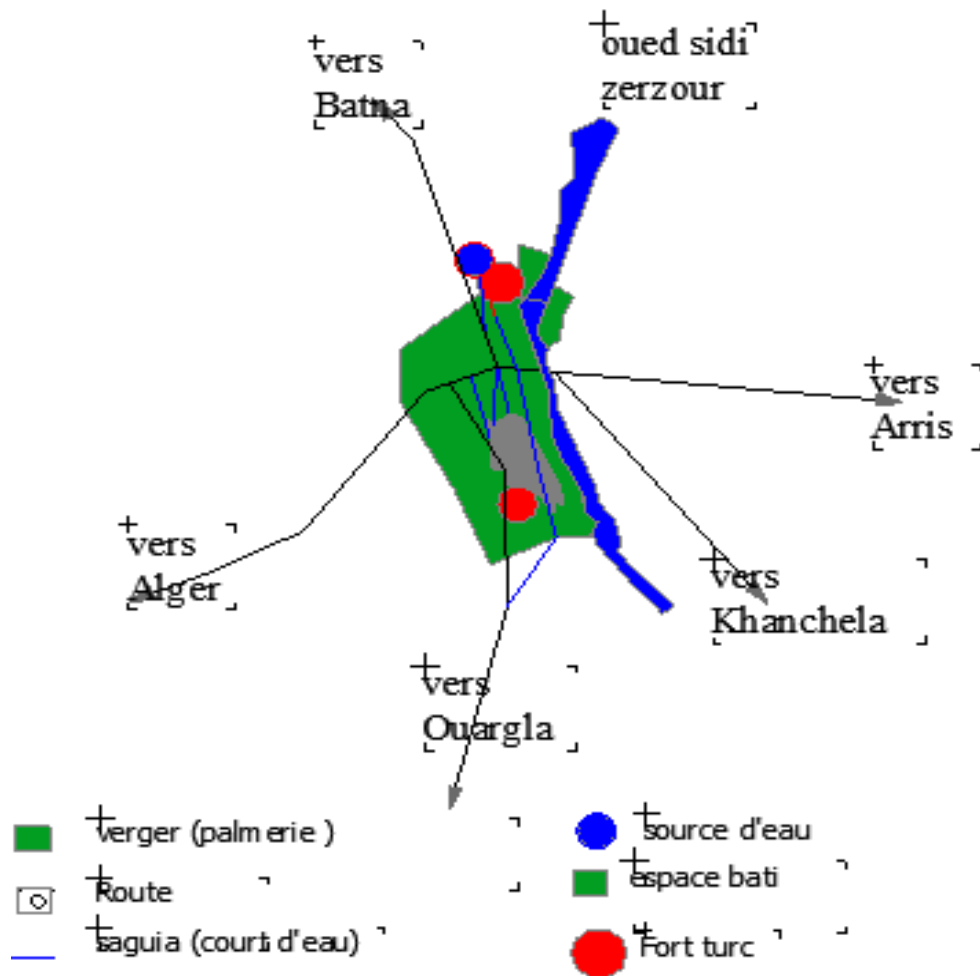 oued sidi
zerzour
vers
Batna
vers
Arris
vers
Alger
vers
Khanchela
vers
Ouargla
verger (palmerie )
source d'eau
Route
espace bati
saguia (court d'eau)
Fort turc